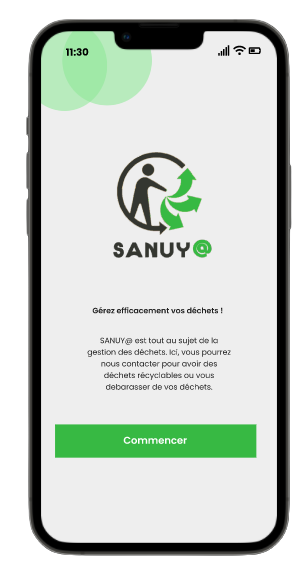 11:30
SANUY@
Gérez efficacement vos déchets !
SANUY@ est tout au sujet de la
gestion des déchets. Ici, vous pourrez
nous contacter pour avoir des
déchets récyclables ou vous
debarasser de vos déchets.
Commencer